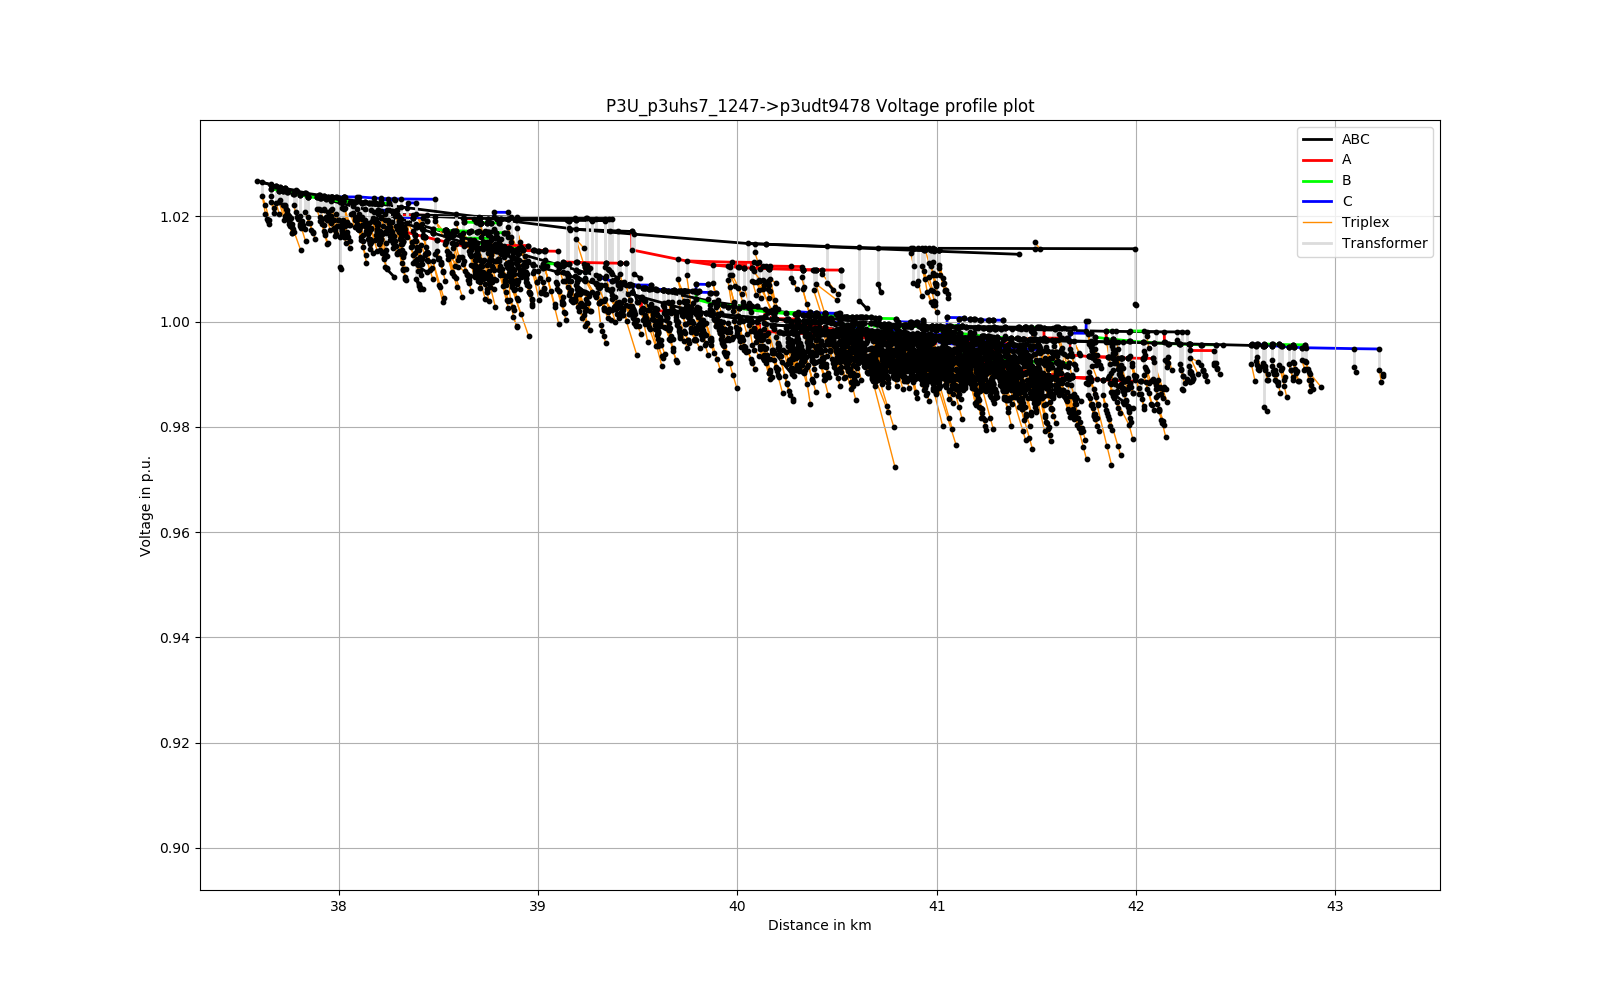 P3U_p3uhs7_1247->p3udt9478 Voltage profile plot
ABC
A
B
C
Triplex
Transformer
1.02
1.00
0.98
0.96
0.94
0.92
0.90
Voltage in p.u.
38
39
40
41
42
43
Distance in km